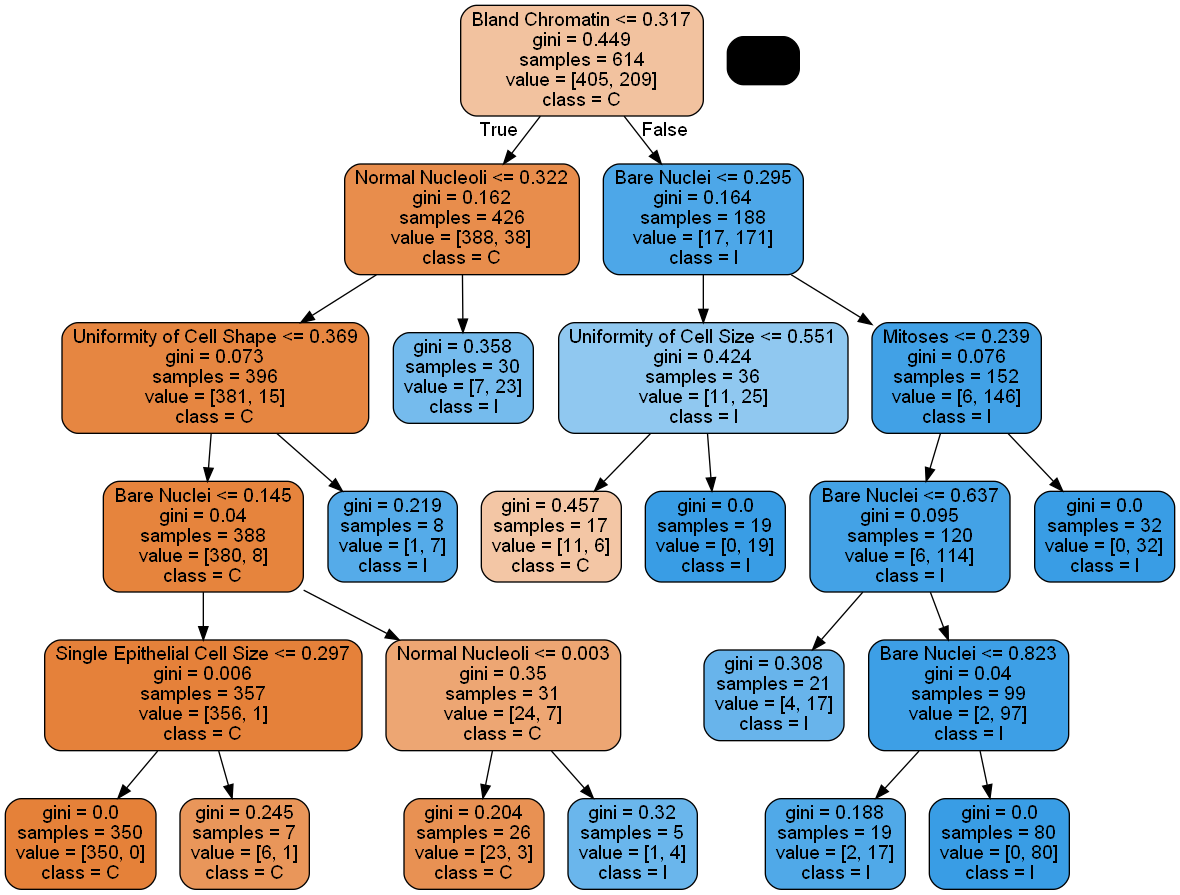 Bland Chromatin <= 0.317
gini = 0.449
samples = 614
value = [405, 209]
class = C
True
False
Normal Nucleoli <= 0.322
gini = 0.162
samples = 426
value = [388, 38]
class = C
Bare Nuclei <= 0.295
gini = 0.164
samples = 188
value = [17, 171]
class = I
Uniformity of Cell Shape <= 0.369
gini = 0.073
samples = 396
value = [381, 15]
class = C
gini = 0.358
samples = 30
value = [7, 23]
class = I
Uniformity of Cell Size <= 0.551
gini = 0.424
samples = 36
value = [11, 25]
class = I
Mitoses <= 0.239
gini = 0.076
samples = 152
value = [6, 146]
class = I
Bare Nuclei <= 0.145
gini = 0.04
samples = 388
value = [380, 8]
class = C
gini = 0.219
samples = 8
value = [1, 7]
class = I
gini = 0.457
samples = 17
value = [11, 6]
class = C
gini = 0.0
samples = 19
value = [0, 19]
class = I
Bare Nuclei <= 0.637
gini = 0.095
samples = 120
value = [6, 114]
class = I
gini = 0.0
samples = 32
value = [0, 32]
class = I
Single Epithelial Cell Size <= 0.297
gini = 0.006
samples = 357
value = [356, 1]
class = C
Normal Nucleoli <= 0.003
gini = 0.35
samples = 31
value = [24, 7]
class = C
gini = 0.308
samples = 21
value = [4, 17]
class = I
Bare Nuclei <= 0.823
gini = 0.04
samples = 99
value = [2, 97]
class = I
gini = 0.0
samples = 350
value = [350, 0]
class = C
gini = 0.245
samples = 7
value = [6, 1]
class = C
gini = 0.204
samples = 26
value = [23, 3]
class = C
gini = 0.32
samples = 5
value = [1, 4]
class = I
gini = 0.188
samples = 19
value = [2, 17]
class = I
gini = 0.0
samples = 80
value = [0, 80]
class = I